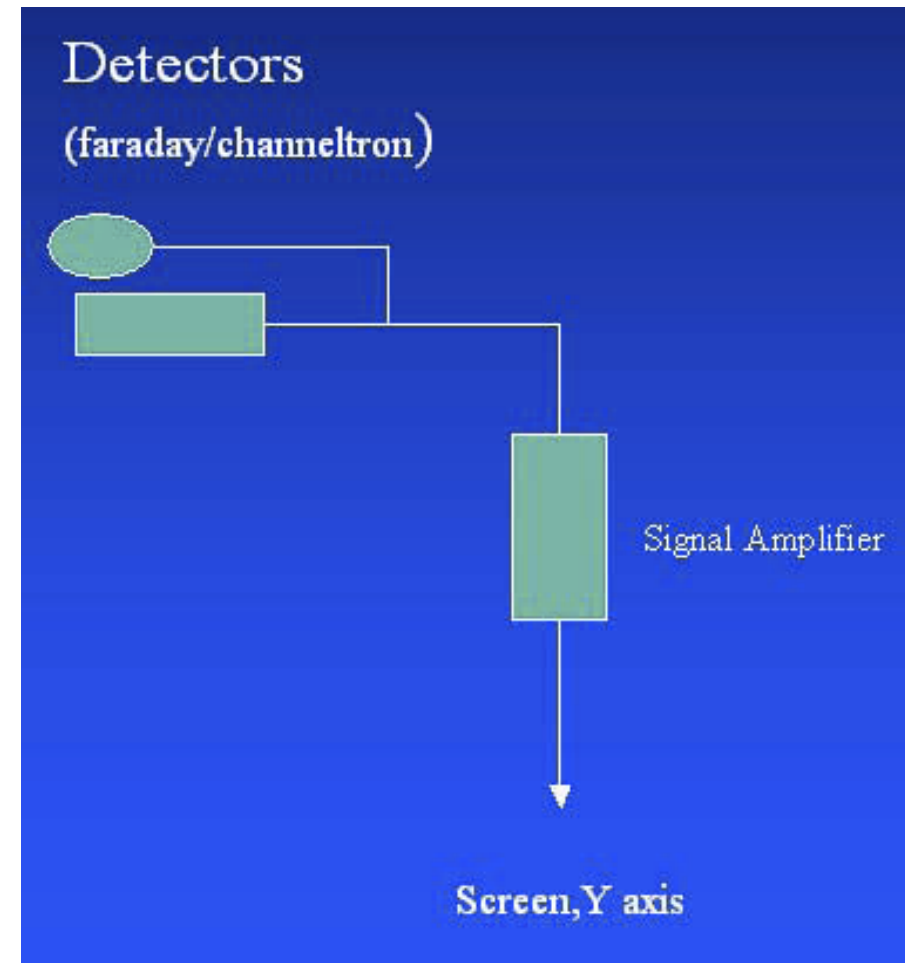 Detectors
(faraday/channeltron)
Signal Amplifier
Screen,Y axis